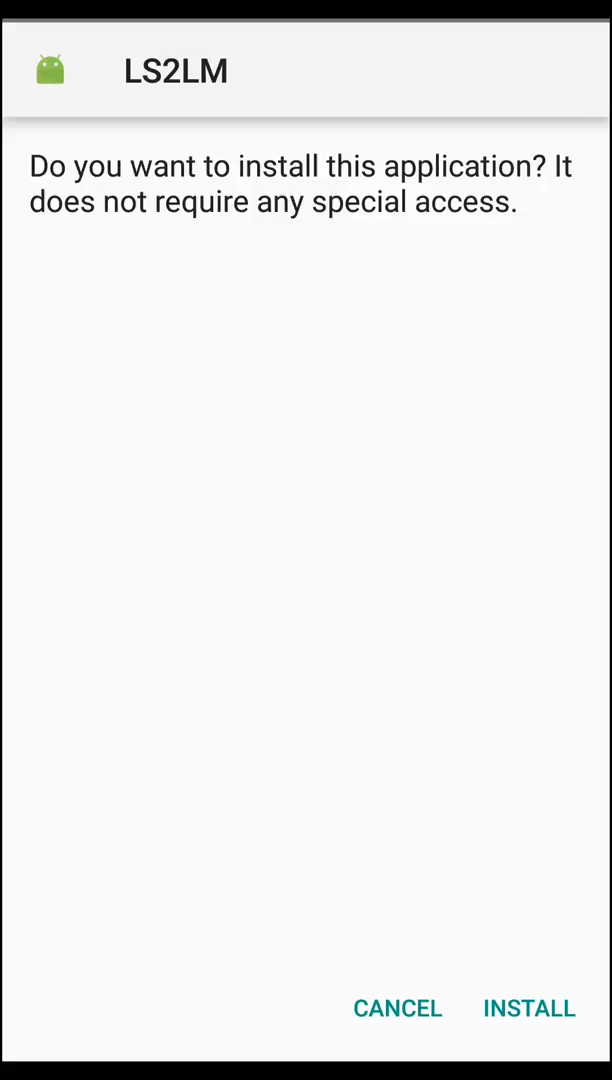 LS2LM
Do you want to install this application? It
does not require any special access.
CANCEL INSTALL